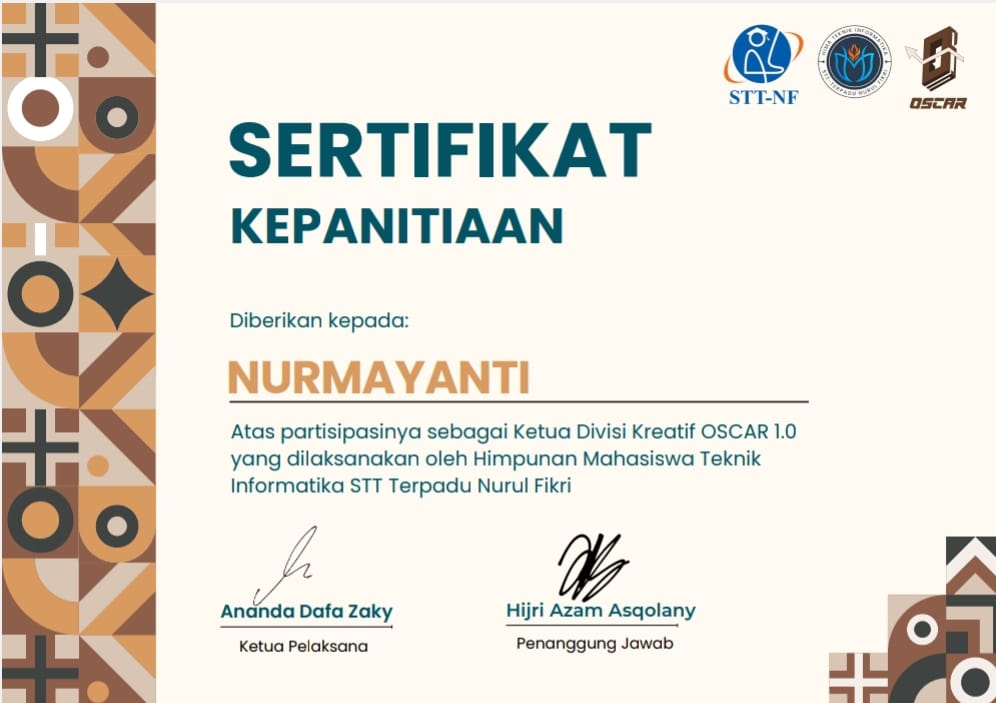 STT-NF
HIMA TEKNIK INFORMATIKA
STT TERPADU NURUL FIKRI
OSCAR
SERTIFIKAT
KEPANITIAAN
Diberikan kepada:
NURMAYANTI
Atas partisipasinya sebagai Ketua Divisi Kreatif OSCAR 1.0
yang dilaksanakan oleh Himpunan Mahasiswa Teknik
Informatika STT Terpadu Nurul Fikri
Ananda Dafa Zaky
Ketua Pelaksana
Hijri Azam Asqolany
Penanggung Jawab